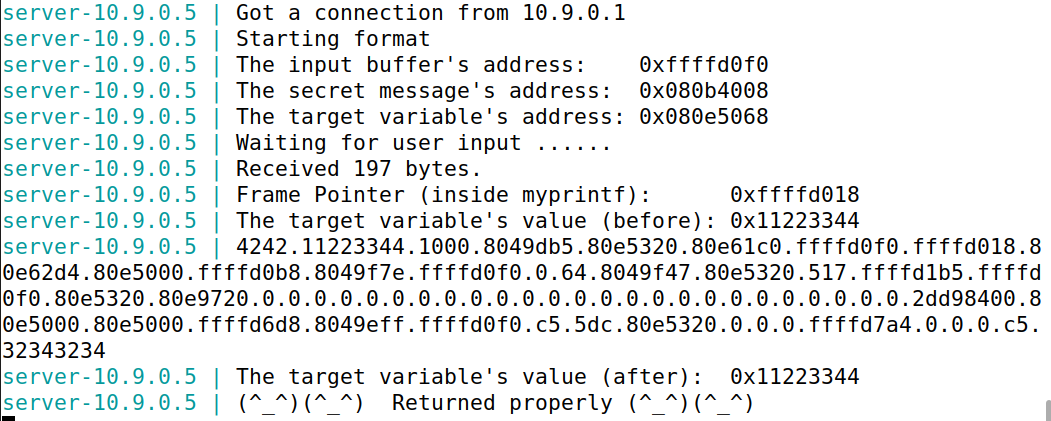 server-10.9.0.5 | Got a connection from 10.9.0.1
server-10.9.0.5 | Starting format
server-10.9.0.5 | The input buffer's address:    0xffffd0f0
server-10.9.0.5 | The secret message's address:  0x080b4008
server-10.9.0.5 | The target variable's address: 0x080e5068
server-10.9.0.5 | Waiting for user input ......
server-10.9.0.5 | Received 197 bytes.
server-10.9.0.5 | Frame Pointer (inside myprintf):      0xffffd018
server-10.9.0.5 | The target variable's value (before): 0x11223344
server-10.9.0.5 | 4242.11223344.1000.8049db5.80e5320.80e61c0.ffffd0f0.ffffd018.8
0e62d4.80e5000.ffffd0b8.8049f7e.ffffd0f0.0.64.8049f47.80e5320.517.ffffd1b5.ffffd
0f0.80e5320.80e9720.0.0.0.0.0.0.0.0.0.0.0.0.0.0.0.0.0.0.0.0.0.0.0.0.0.2dd98400.8
0e5000.80e5000.ffffd6d8.8049eff.ffffd0f0.c5.5dc.80e5320.0.0.0.ffffd7a4.0.0.0.c5.
32343234
server-10.9.0.5 | The target variable's value (after):  0x11223344
server-10.9.0.5 | (^_^)(^_^)  Returned properly (^_^)(^_^)